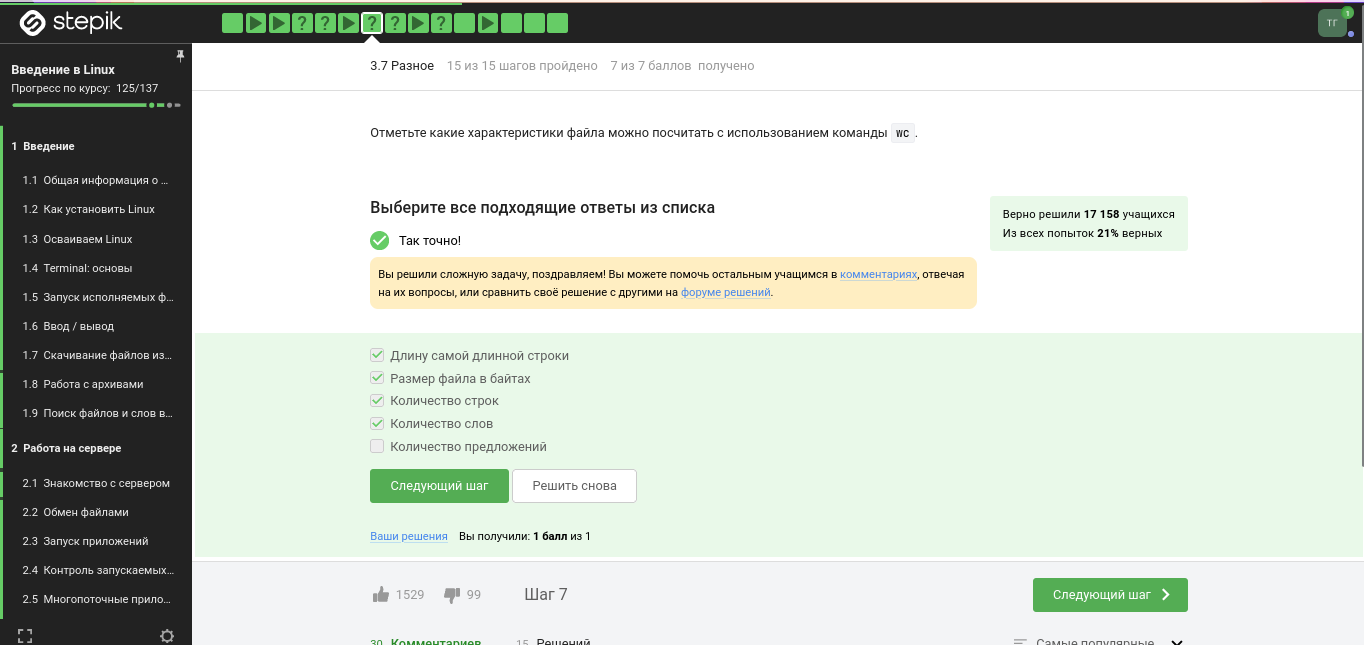 stepik
? ? ? ? ?
ТГ 1
Введение в Linux
Прогресс по курсу: 125/137
1 Введение
1.1 Общая информация о ...
1.2 Как установить Linux
1.3 Осваиваем Linux
1.4 Terminal: основы
1.5 Запуск исполняемых ф...
1.6 Ввод / вывод
1.7 Скачивание файлов из...
1.8 Работа с архивами
1.9 Поиск файлов и слов в...
2 Работа на сервере
2.1 Знакомство с сервером
2.2 Обмен файлами
2.3 Запуск приложений
2.4 Контроль запускаемых...
2.5 Многопоточные прило...
3.7 Разное 15 из 15 шагов пройдено 7 из 7 баллов получено
Отметьте какие характеристики файла можно посчитать с использованием команды wc.
Выберите все подходящие ответы из списка
Верно решили 17 158 учащихся
Из всех попыток 21% верных
Так точно!
Вы решили сложную задачу, поздравляем! Вы можете помочь остальным учащимся в комментариях, отвечая
на их вопросы, или сравнить своё решение с другими на форуме решений.
Длину самой длинной строки
Размер файла в байтах
Количество строк
Количество слов
Количество предложений
Следующий шаг Решить снова
Ваши решения Вы получили: 1 балл из 1
1529 99 Шаг 7 Следующий шаг
30 Комментариев 15 Решений Самые популярные